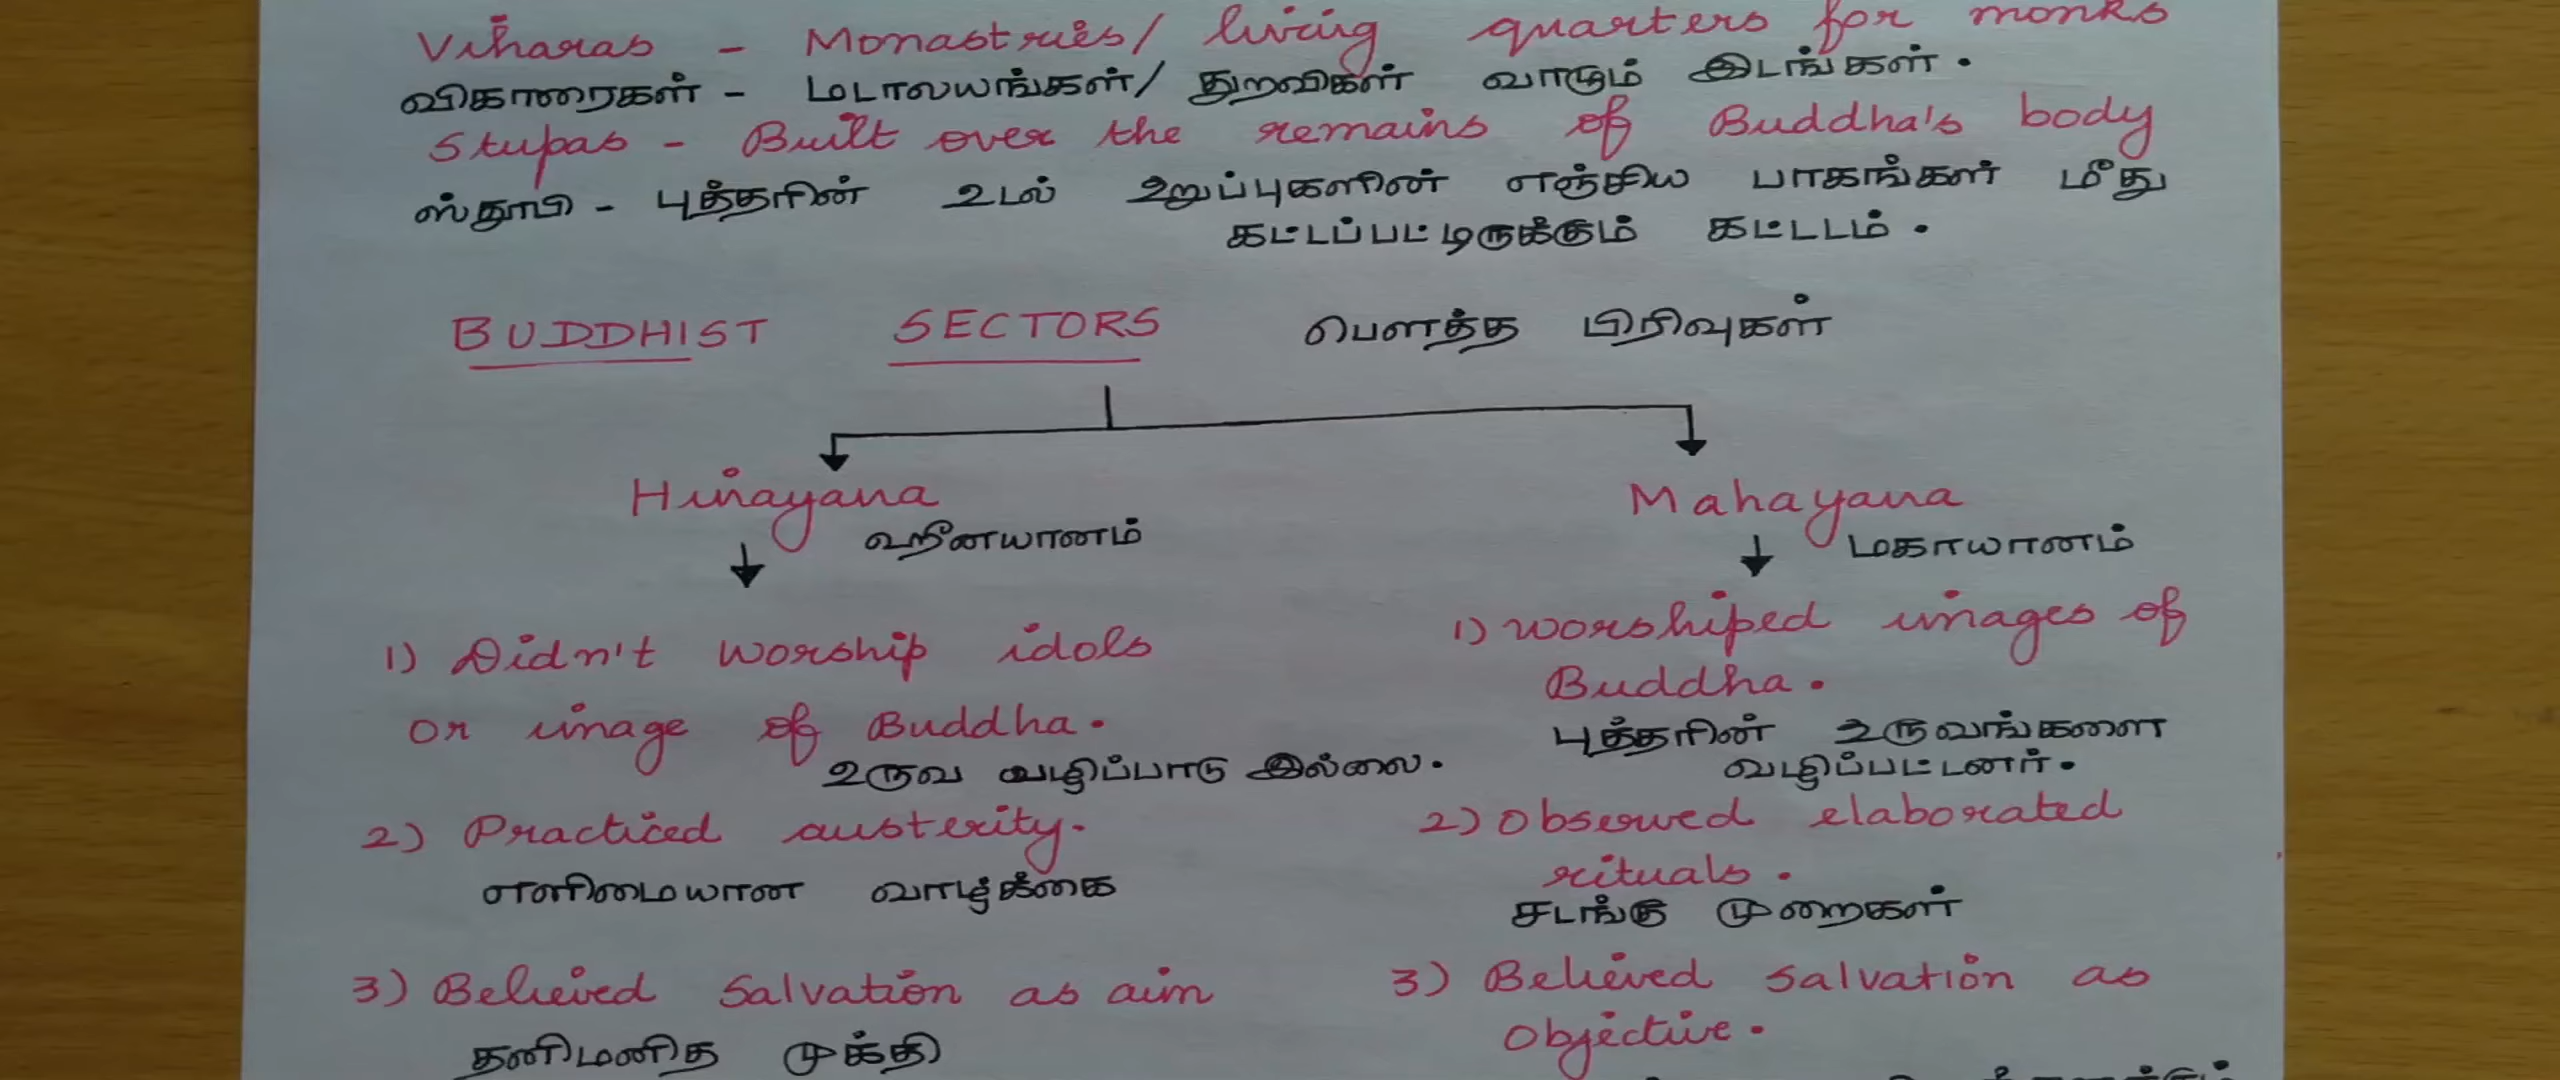 Viharas - Monastries/ living quarters for monks
விகாரைகள் - மடாலயங்கள்/ துறவிகள் வாழும் இடங்கள்.
Stupas - Built over the remains of Buddha's body
ஸ்தூபி - புத்தரின் உடல் உறுப்புகளின் எஞ்சிய பாகங்கள் மீது
கட்டப்பட்டிருக்கும் கட்டடம்.
BUDDHIST SECTORS பௌத்த பிரிவுகள்
Hinayana
ஹீனயானம்
Mahayana
மகாயானம்
1) Didn't worship idols
or image of Buddha.
உருவ வழிப்பாடு இல்லை.
2) Practiced austerity.
எளிமையான வாழ்க்கை
3) Believed Salvation as aim
தனிமனித முக்தி
1) worshiped images of
Buddha.
புத்தரின் உருவங்களை
வழிப்பட்டனர்.
2) Observed elaborated
rituals.
சடங்கு முறைகள்
3) Believed salvation as
Objective.